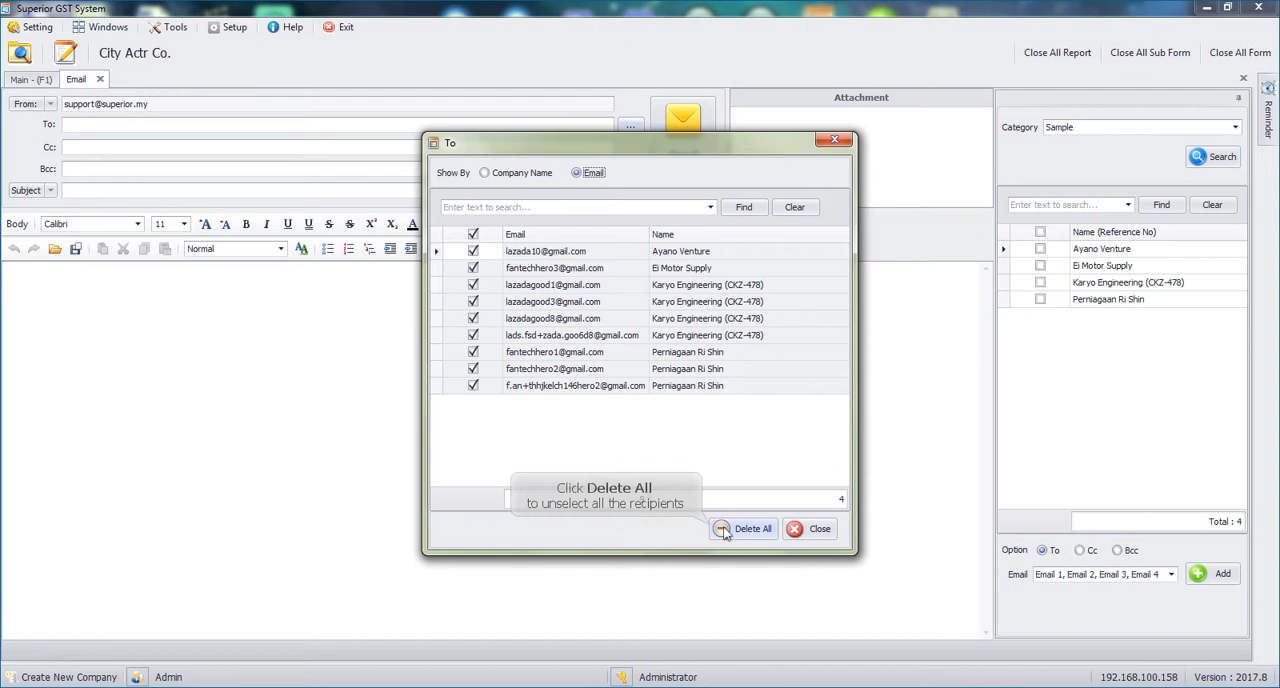 Superior GST System
Setting Windows Tools Setup Help Exit
City Actr Co. Close All Report Close All Sub Form Close All Form
Main - (F1) Email
From: support@superior.my
To: ...
Cc:
Bcc:
Subject
Attachment
Category Sample
Search
Reminder
Body Calibri 11 B I U U S S X² X₂ A
Normal
Enter text to search... Find Clear
Name (Reference No)
Ayano Venture
Ei Motor Supply
Karyo Engineering (CKZ-478)
Perniagaan Ri Shin
Total : 4
Option To Cc Bcc
Email Email 1, Email 2, Email 3, Email 4 Add
To
Show By Company Name Email
Enter text to search... Find Clear
Email Name
lazada10@gmail.com Ayano Venture
fantechhero3@gmail.com Ei Motor Supply
lazadagood1@gmail.com Karyo Engineering (CKZ-478)
lazadagood3@gmail.com Karyo Engineering (CKZ-478)
lazadagood8@gmail.com Karyo Engineering (CKZ-478)
lads.fsd+zada.goo6d8@gmail.com Karyo Engineering (CKZ-478)
fantechhero1@gmail.com Perniagaan Ri Shin
fantechhero2@gmail.com Perniagaan Ri Shin
f.an+thhjkelch146hero2@gmail.com Perniagaan Ri Shin
Click Delete All
to unselect all the recipients
4
Delete All Close
Create New Company Admin Administrator 192.168.100.158 Version : 2017.8